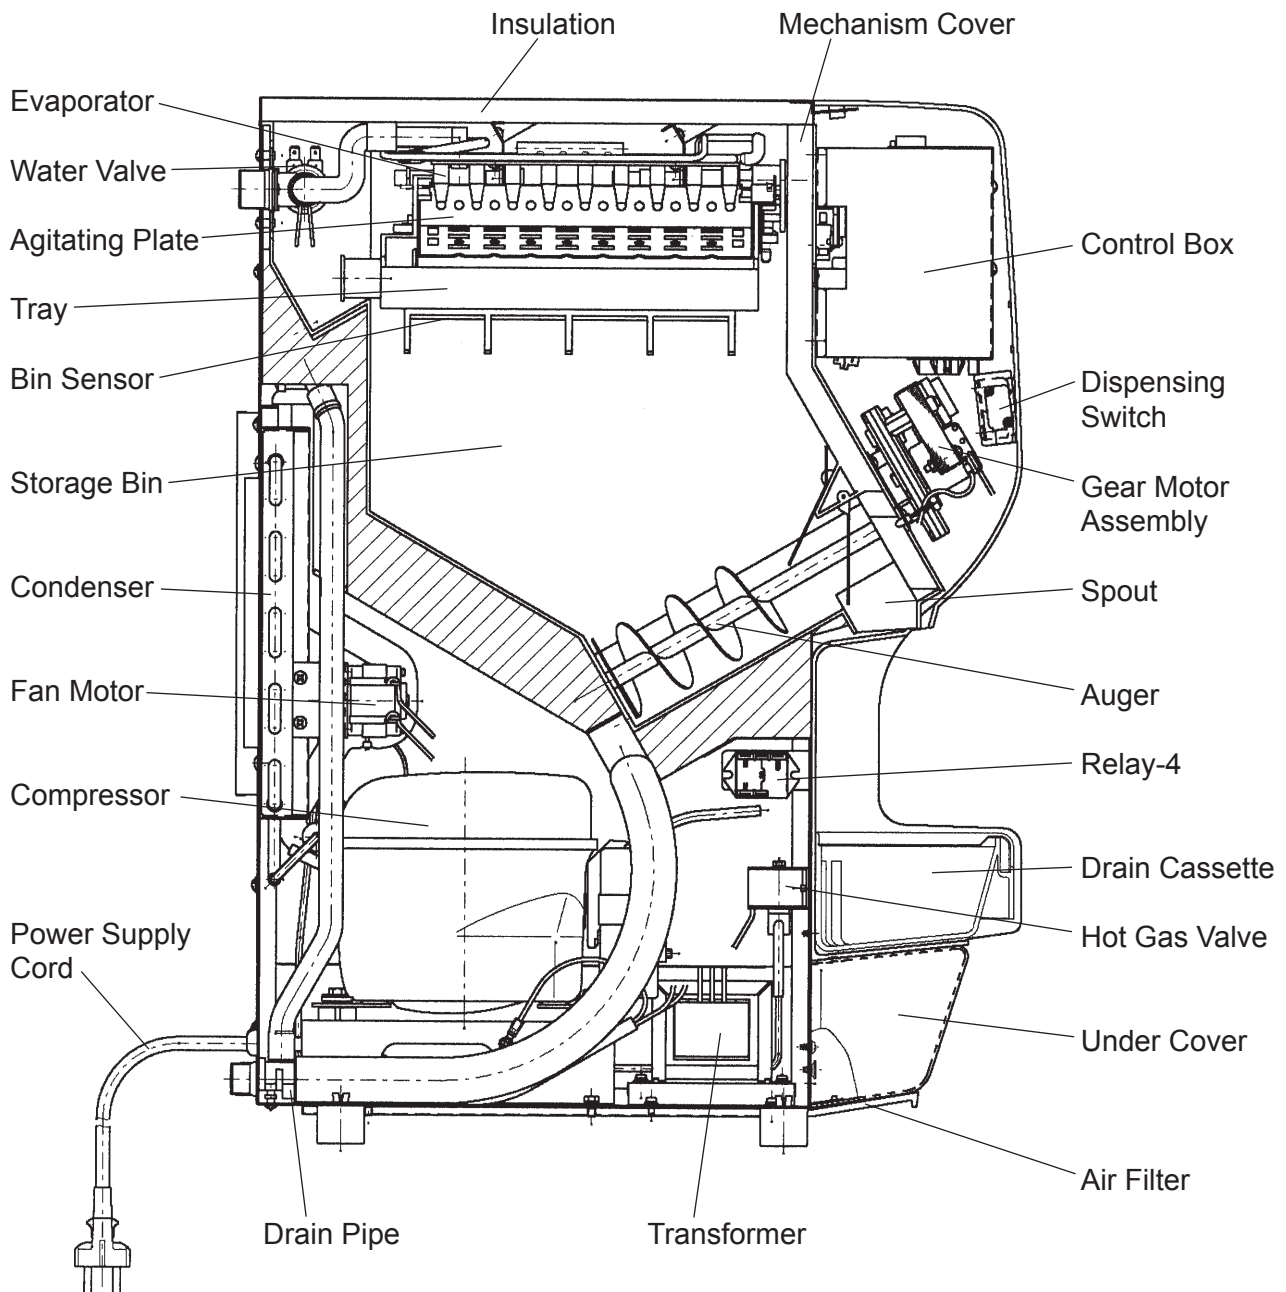 Insulation
Mechanism Cover
Evaporator
Water Valve
Agitating Plate
Control Box
Tray
Bin Sensor
Dispensing
Switch
Storage Bin
Gear Motor
Assembly
Condenser
Spout
Fan Motor
Auger
Compressor
Relay-4
Drain Cassette
Power Supply
Cord
Hot Gas Valve
Under Cover
Air Filter
Drain Pipe
Transformer